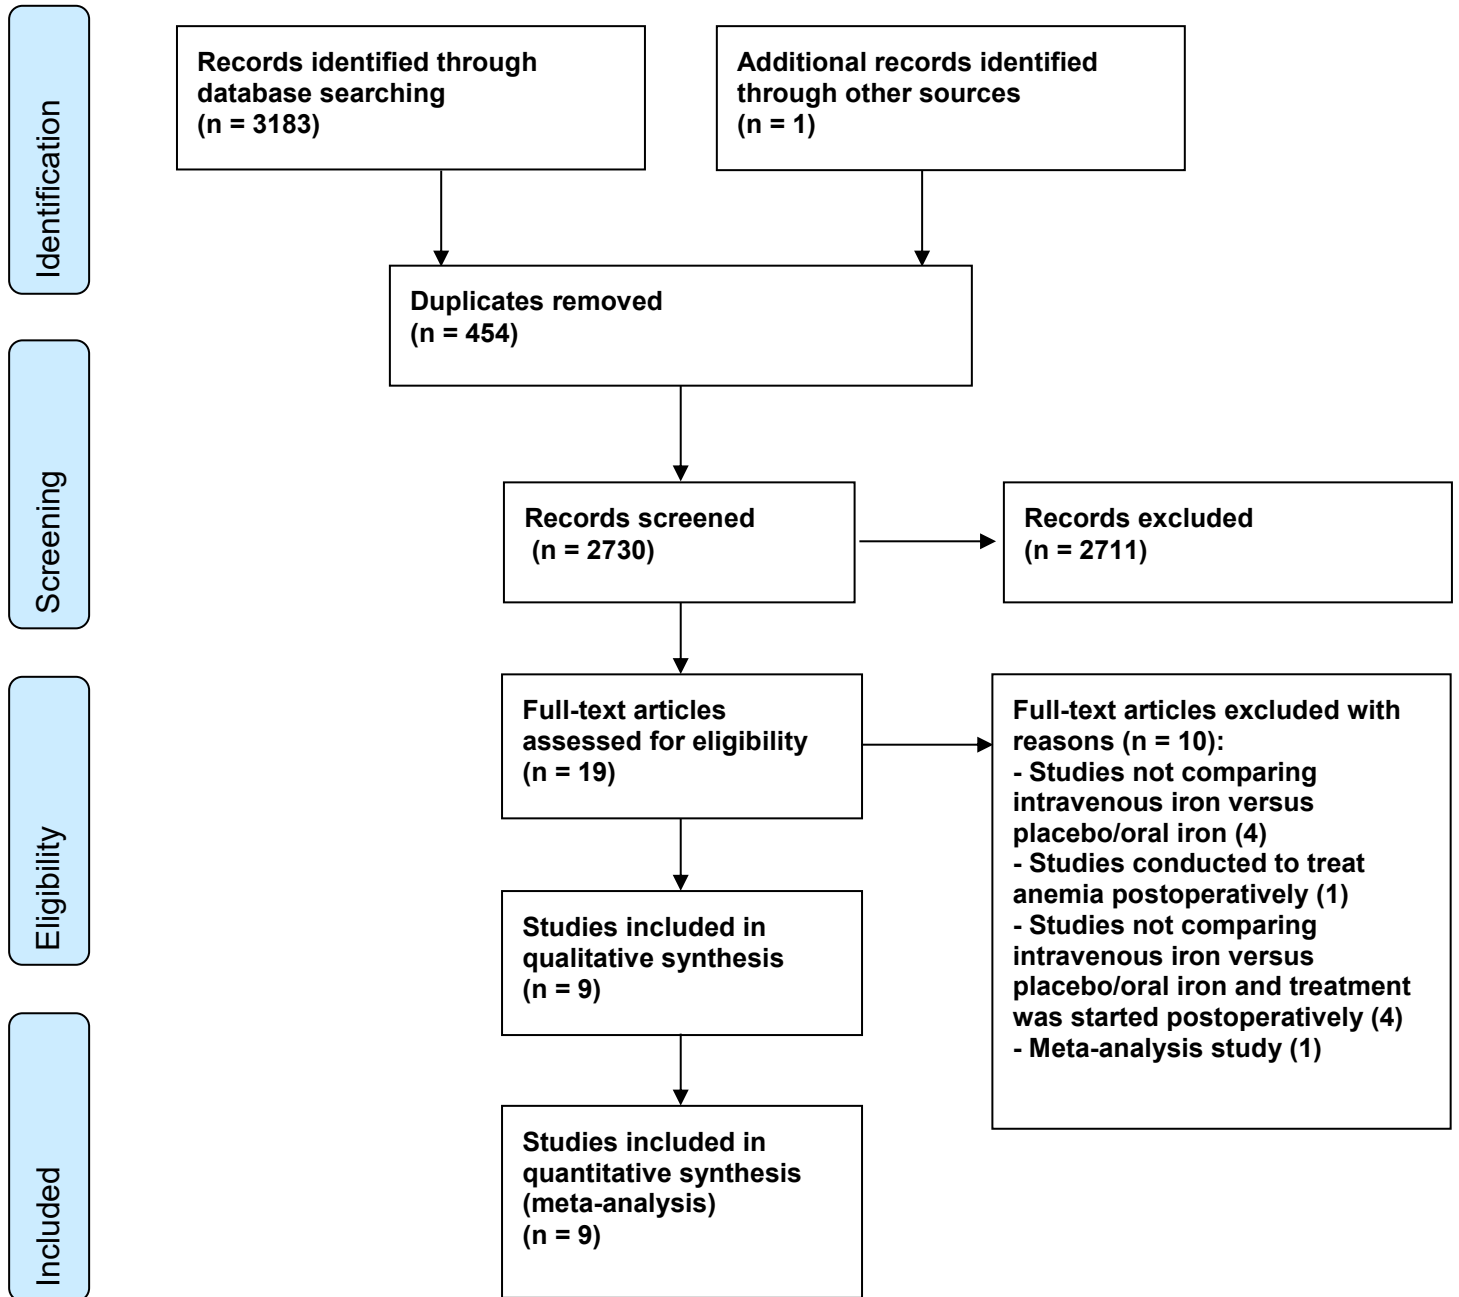 Identification
Records identified through
database searching
(n = 3183)
Additional records identified
through other sources
(n = 1)
Duplicates removed
(n = 454)
Screening
Records screened
(n = 2730)
Records excluded
(n = 2711)
Eligibility
Full-text articles
assessed for eligibility
(n = 19)
Full-text articles excluded with
reasons (n = 10):
- Studies not comparing
intravenous iron versus
placebo/oral iron (4)
- Studies conducted to treat
anemia postoperatively (1)
- Studies not comparing
intravenous iron versus
placebo/oral iron and treatment
was started postoperatively (4)
- Meta-analysis study (1)
Studies included in
qualitative synthesis
(n = 9)
Included
Studies included in
quantitative synthesis
(meta-analysis)
(n = 9)